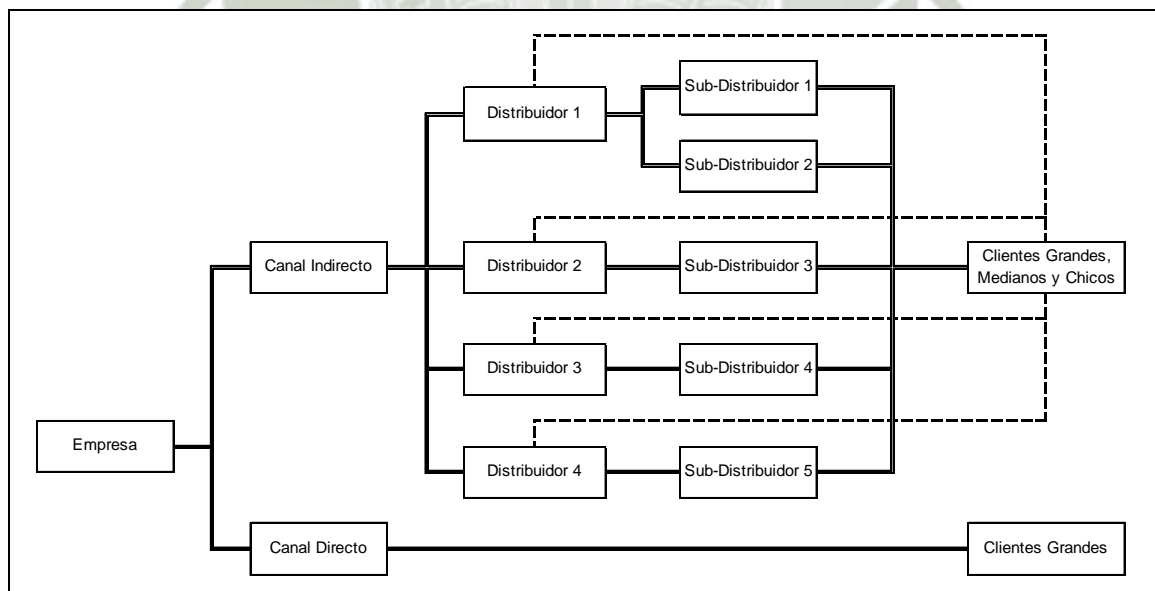 Sub-Distribuidor 1
Distribuidor 1
Sub-Distribuidor 2
Canal Indirecto
Distribuidor 2
Sub-Distribuidor 3
Clientes Grandes,
Medianos y Chicos
Distribuidor 3
Sub-Distribuidor 4
Empresa
Distribuidor 4
Sub-Distribuidor 5
Canal Directo
Clientes Grandes